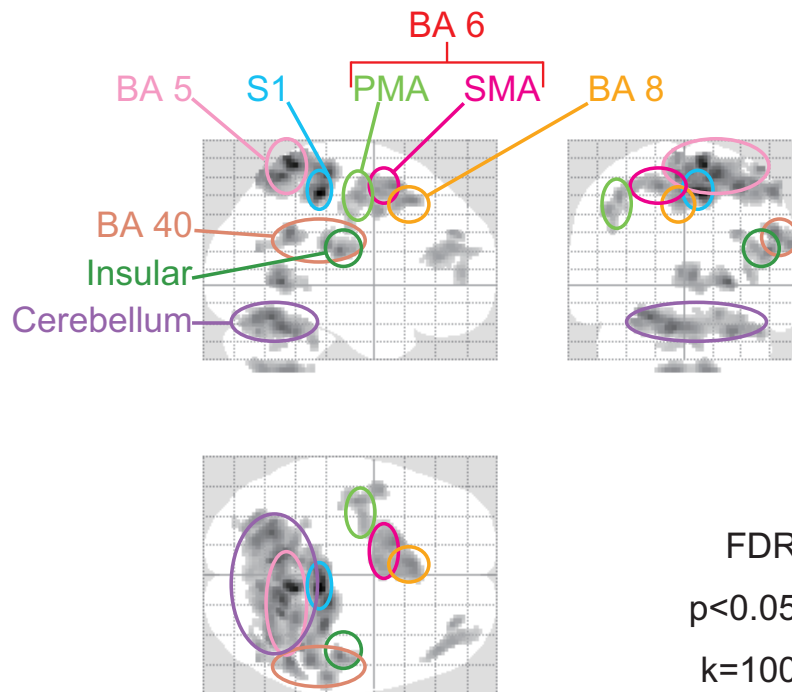 BA 6
BA 5 S1 PMA SMA BA 8
BA 40
Insular
Cerebellum
FDR
p<0.05
k=100